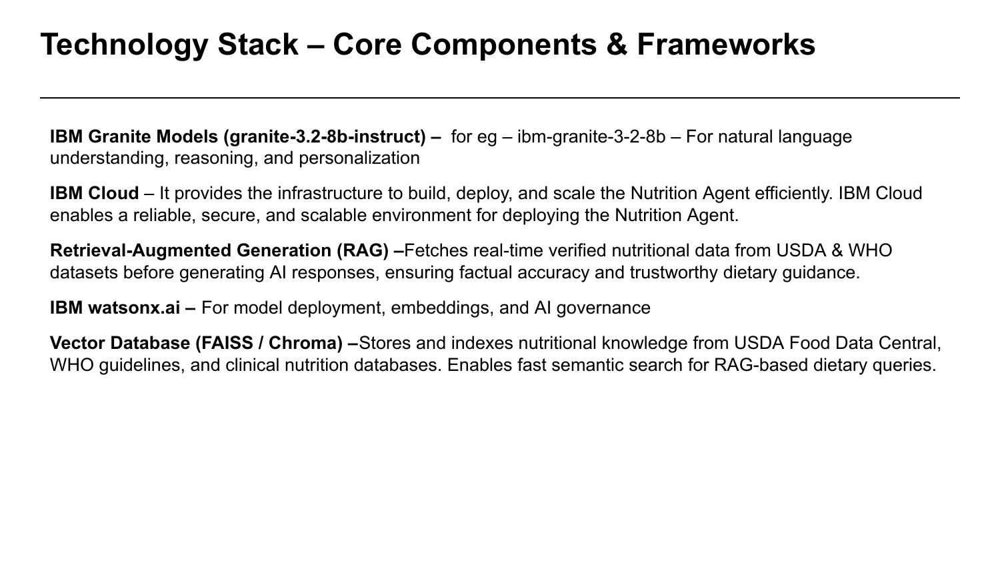 Technology Stack – Core Components & Frameworks
IBM Granite Models (granite-3.2-8b-instruct) –  for eg – ibm-granite-3-2-8b – For natural language
understanding, reasoning, and personalization
IBM Cloud – It provides the infrastructure to build, deploy, and scale the Nutrition Agent efficiently. IBM Cloud
enables a reliable, secure, and scalable environment for deploying the Nutrition Agent.
Retrieval-Augmented Generation (RAG) –Fetches real-time verified nutritional data from USDA & WHO
datasets before generating AI responses, ensuring factual accuracy and trustworthy dietary guidance.
IBM watsonx.ai – For model deployment, embeddings, and AI governance
Vector Database (FAISS / Chroma) –Stores and indexes nutritional knowledge from USDA Food Data Central,
WHO guidelines, and clinical nutrition databases. Enables fast semantic search for RAG-based dietary queries.